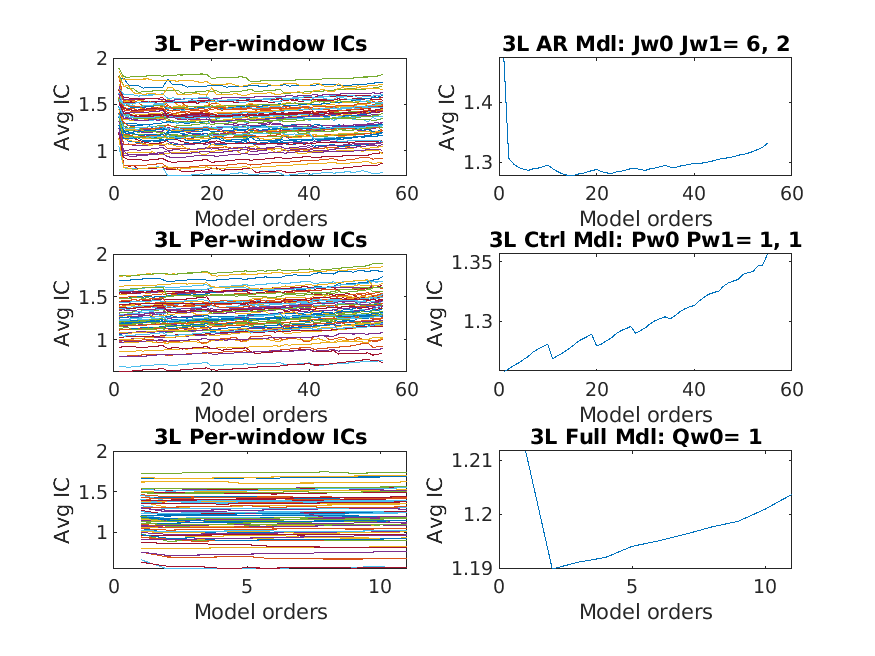 3L Per-window ICs
Avg IC
2
1.5
1
0 20 40 60
Model orders
3L AR Mdl: Jw0 Jw1= 6, 2
Avg IC
1.4
1.3
0 20 40 60
Model orders
3L Per-window ICs
Avg IC
2
1.5
1
0 20 40 60
Model orders
3L Ctrl Mdl: Pw0 Pw1= 1, 1
Avg IC
1.35
1.3
0 20 40 60
Model orders
3L Per-window ICs
Avg IC
2
1.5
1
0 5 10
Model orders
3L Full Mdl: Qw0= 1
Avg IC
1.21
1.2
1.19
0 5 10
Model orders